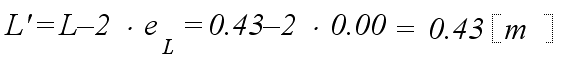 L'=L–2 · e_L = 0.43–2 · 0.00 = 0.43 [m ]